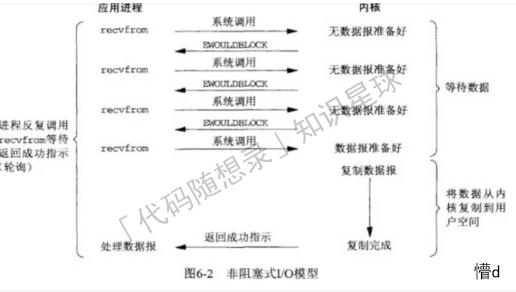 应用进程 内核
recvfrom 系统调用 无数据报准备好
EWOULDBLOCK
recvfrom 系统调用 无数据报准备好
EWOULDBLOCK
recvfrom 系统调用 无数据报准备好
EWOULDBLOCK
recvfrom 系统调用 数据报准备好
等待数据
进程反复调用
recvfrom等待
返回成功指示
(轮询)
复制数据报
将数据从内
核复制到用
户空间
处理数据报 返回成功指示 复制完成
图6-2 非阻塞式I/O模型
「代码随想录」知识星球
懵d